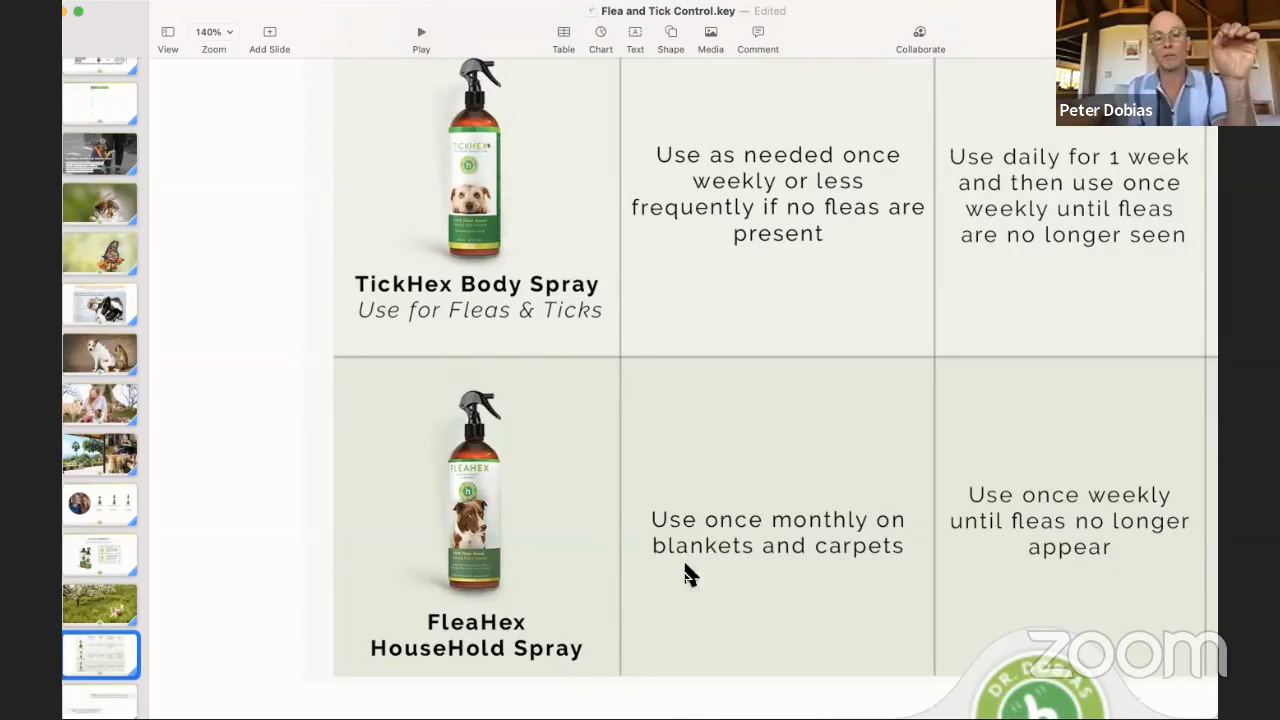 Flea and Tick Control.key — Edited
140%
View
Zoom
Add Slide
Play
Table
Chart
Text
Shape
Media
Comment
Collaborate
Peter Dobias
TICKHEX
Use as needed once
weekly or less
frequently if no fleas are
present
Use daily for 1 week
and then use once
weekly until fleas
are no longer seen
TickHex Body Spray
Use for Fleas & Ticks
FLEAHEX
Use once monthly on
blankets and carpets
Use once weekly
until fleas no longer
appear
FleaHex
HouseHold Spray
zoom
DR. DOBIAS